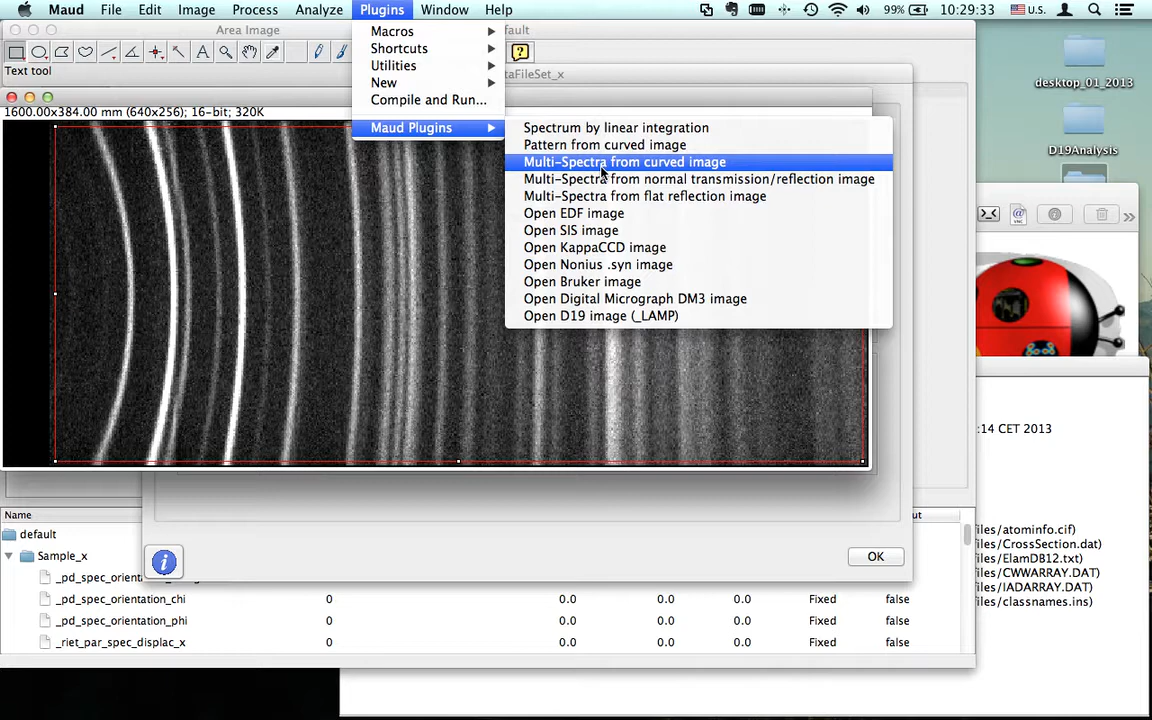 Maud File Edit Image Process Analyze Plugins Window Help 99% 10:29:33 U.S.
Area Image
fault
Text tool
taFileSet_x
1600.00x384.00 mm (640x256); 16-bit; 320K
Macros
Shortcuts
Utilities
New
Compile and Run...
Maud Plugins
Spectrum by linear integration
Pattern from curved image
Multi-Spectra from curved image
Multi-Spectra from normal transmission/reflection image
Multi-Spectra from flat reflection image
Open EDF image
Open SIS image
Open KappaCCD image
Open Nonius .syn image
Open Bruker image
Open Digital Micrograph DM3 image
Open D19 image (_LAMP)
desktop_01_2013
D19Analysis
:14 CET 2013
files/atominfo.cif)
files/CrossSection.dat)
files/ElamDB12.txt)
files/CWWARRAY.DAT)
files/IADARRAY.DAT)
files/classnames.ins)
OK
Name ut
default
Sample_x
_pd_spec_orientation_
_pd_spec_orientation_chi 0 0.0 0.0 0.0 Fixed false
_pd_spec_orientation_phi 0 0.0 0.0 0.0 Fixed false
_riet_par_spec_displac_x 0 0.0 0.0 0.0 Fixed false